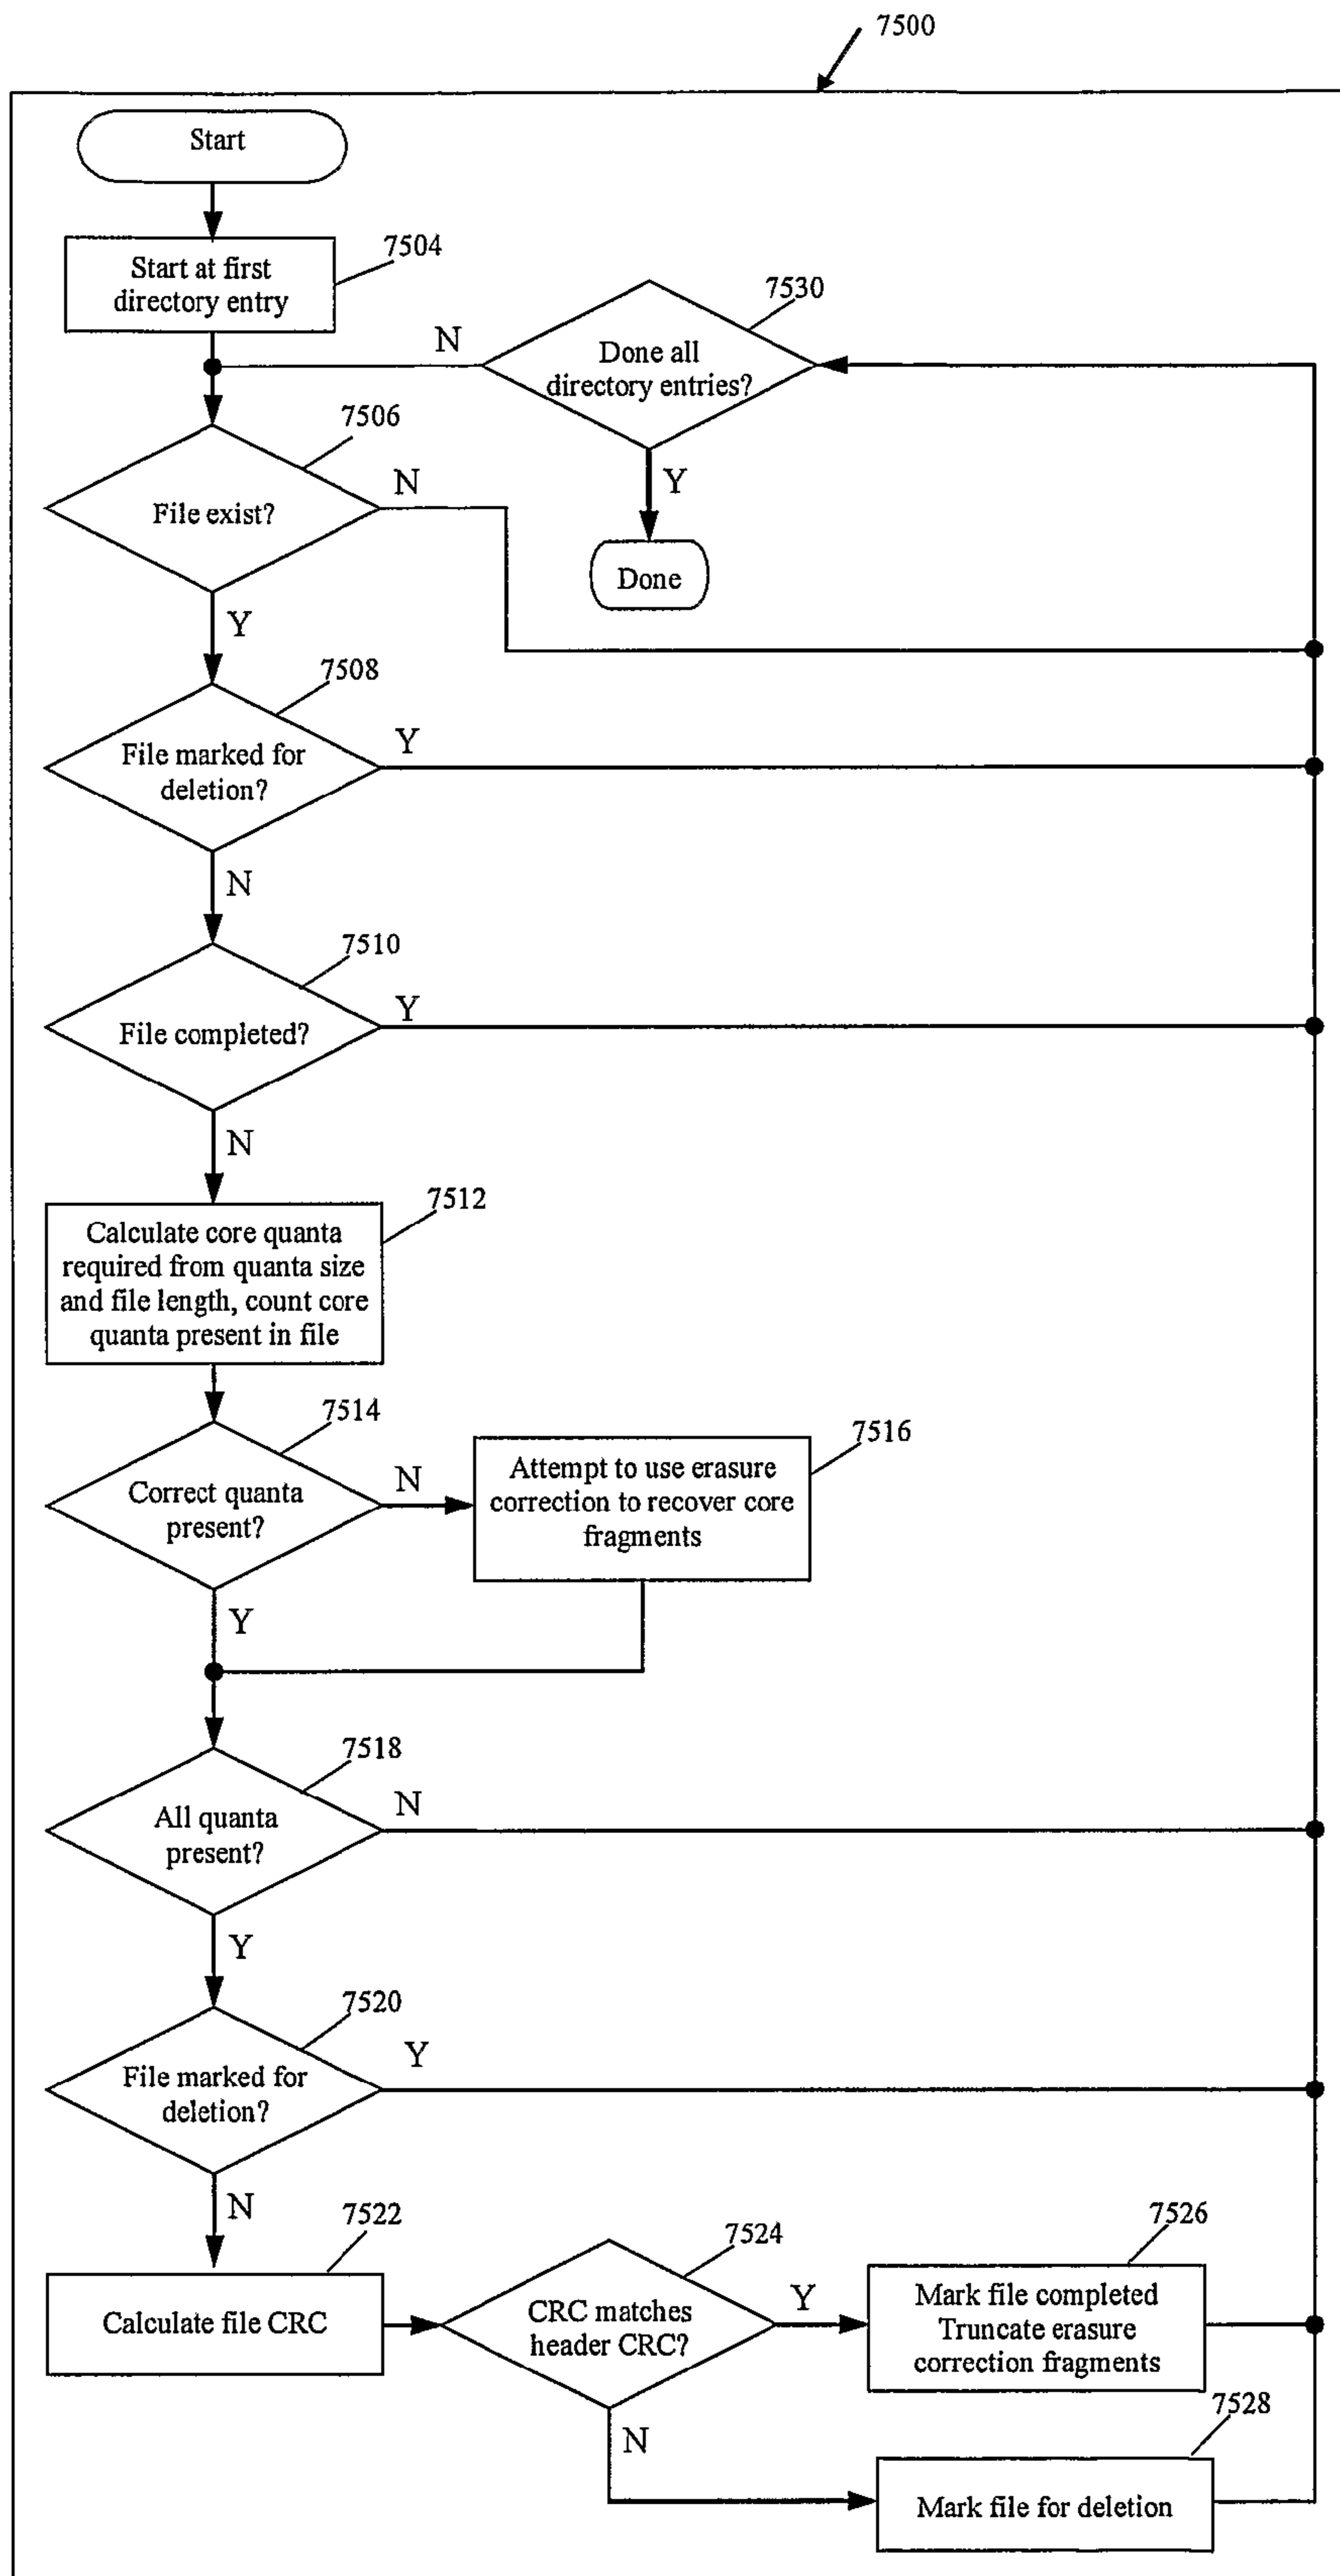 7500
Start
7504
Start at first
directory entry
7530
N
Done all
directory entries?
7506
N
Y
File exist?
Done
Y
7508
Y
File marked for
deletion?
N
7510
Y
File completed?
N
7512
Calculate core quanta
required from quanta size
and file length, count core
quanta present in file
7514
7516
N
Attempt to use erasure
correction to recover core
fragments
Correct quanta
present?
Y
7518
N
All quanta
present?
Y
7520
Y
File marked for
deletion?
N
7522
7524
7526
Calculate file CRC
CRC matches
header CRC?
Y
Mark file completed
Truncate erasure
correction fragments
7528
N
Mark file for deletion